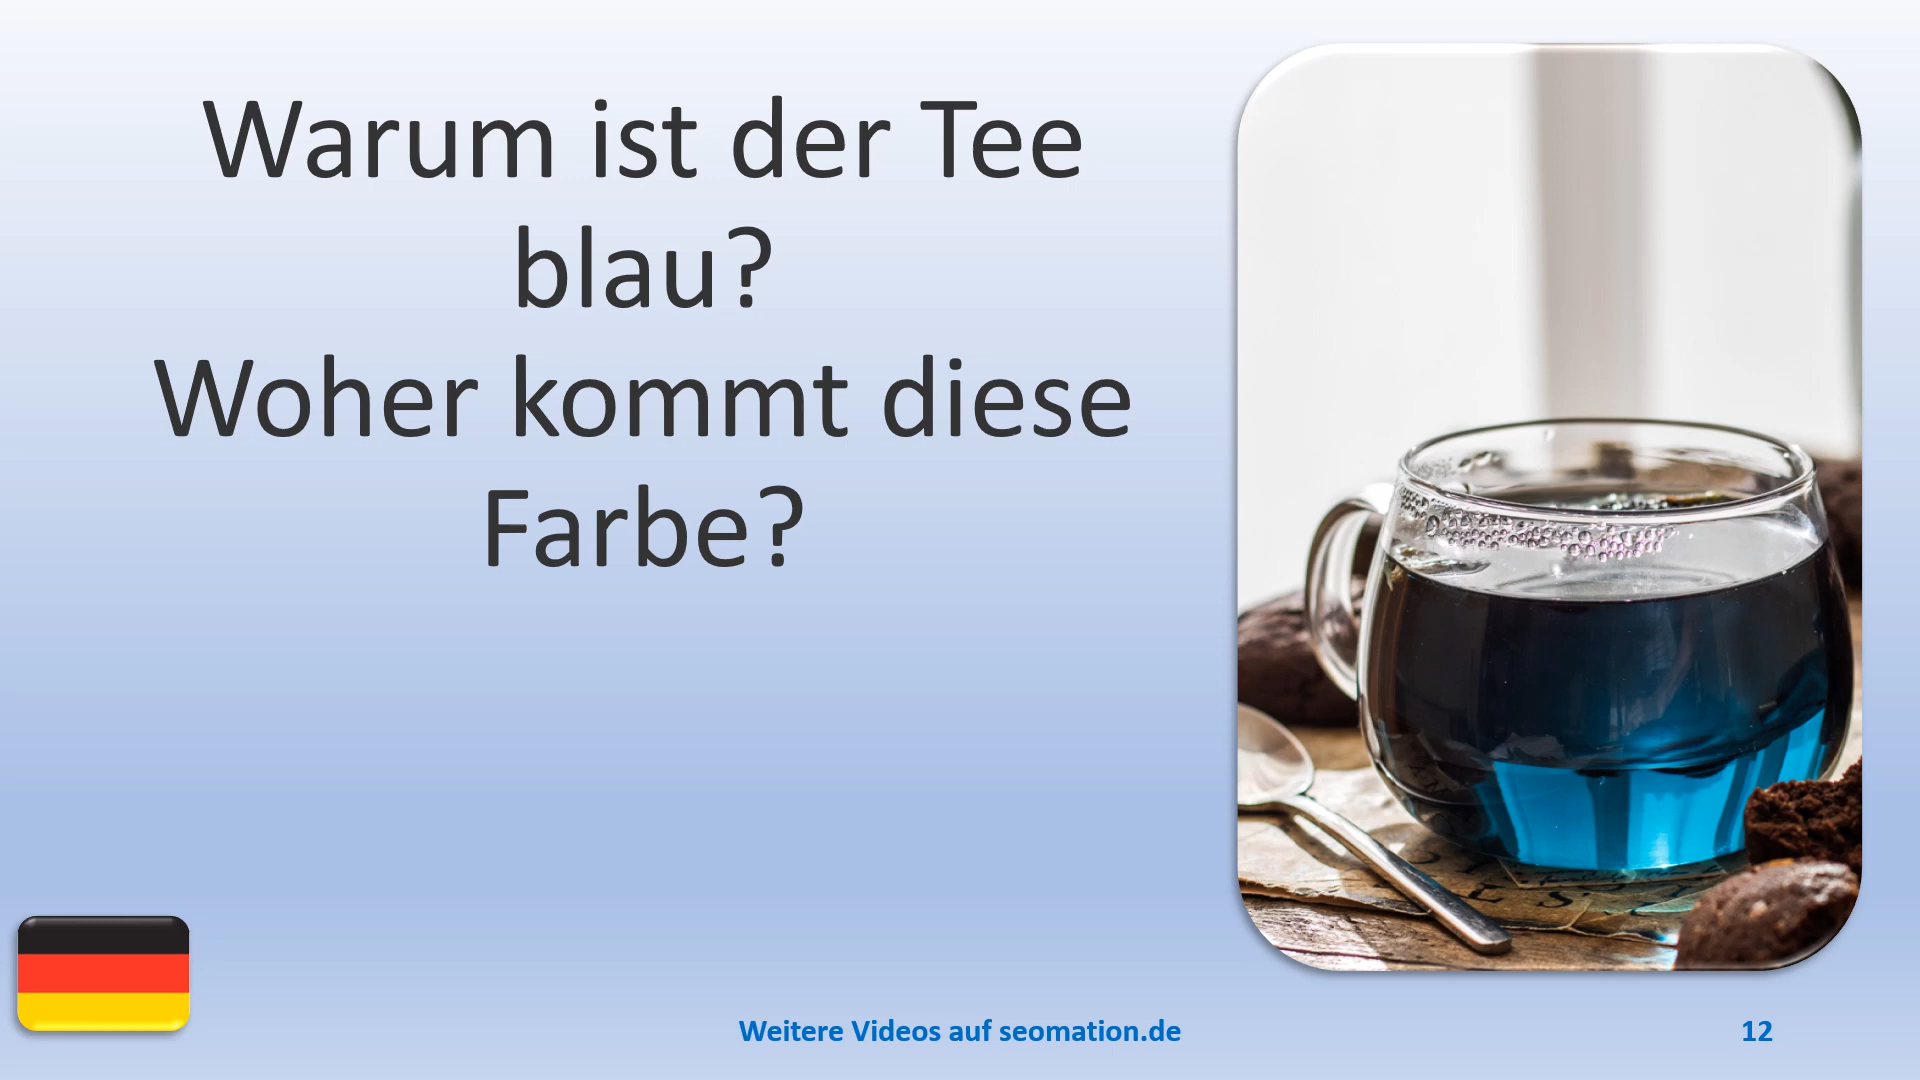 Warum ist der Tee
blau?
Woher kommt diese
Farbe?
Weitere Videos auf seomation.de
12